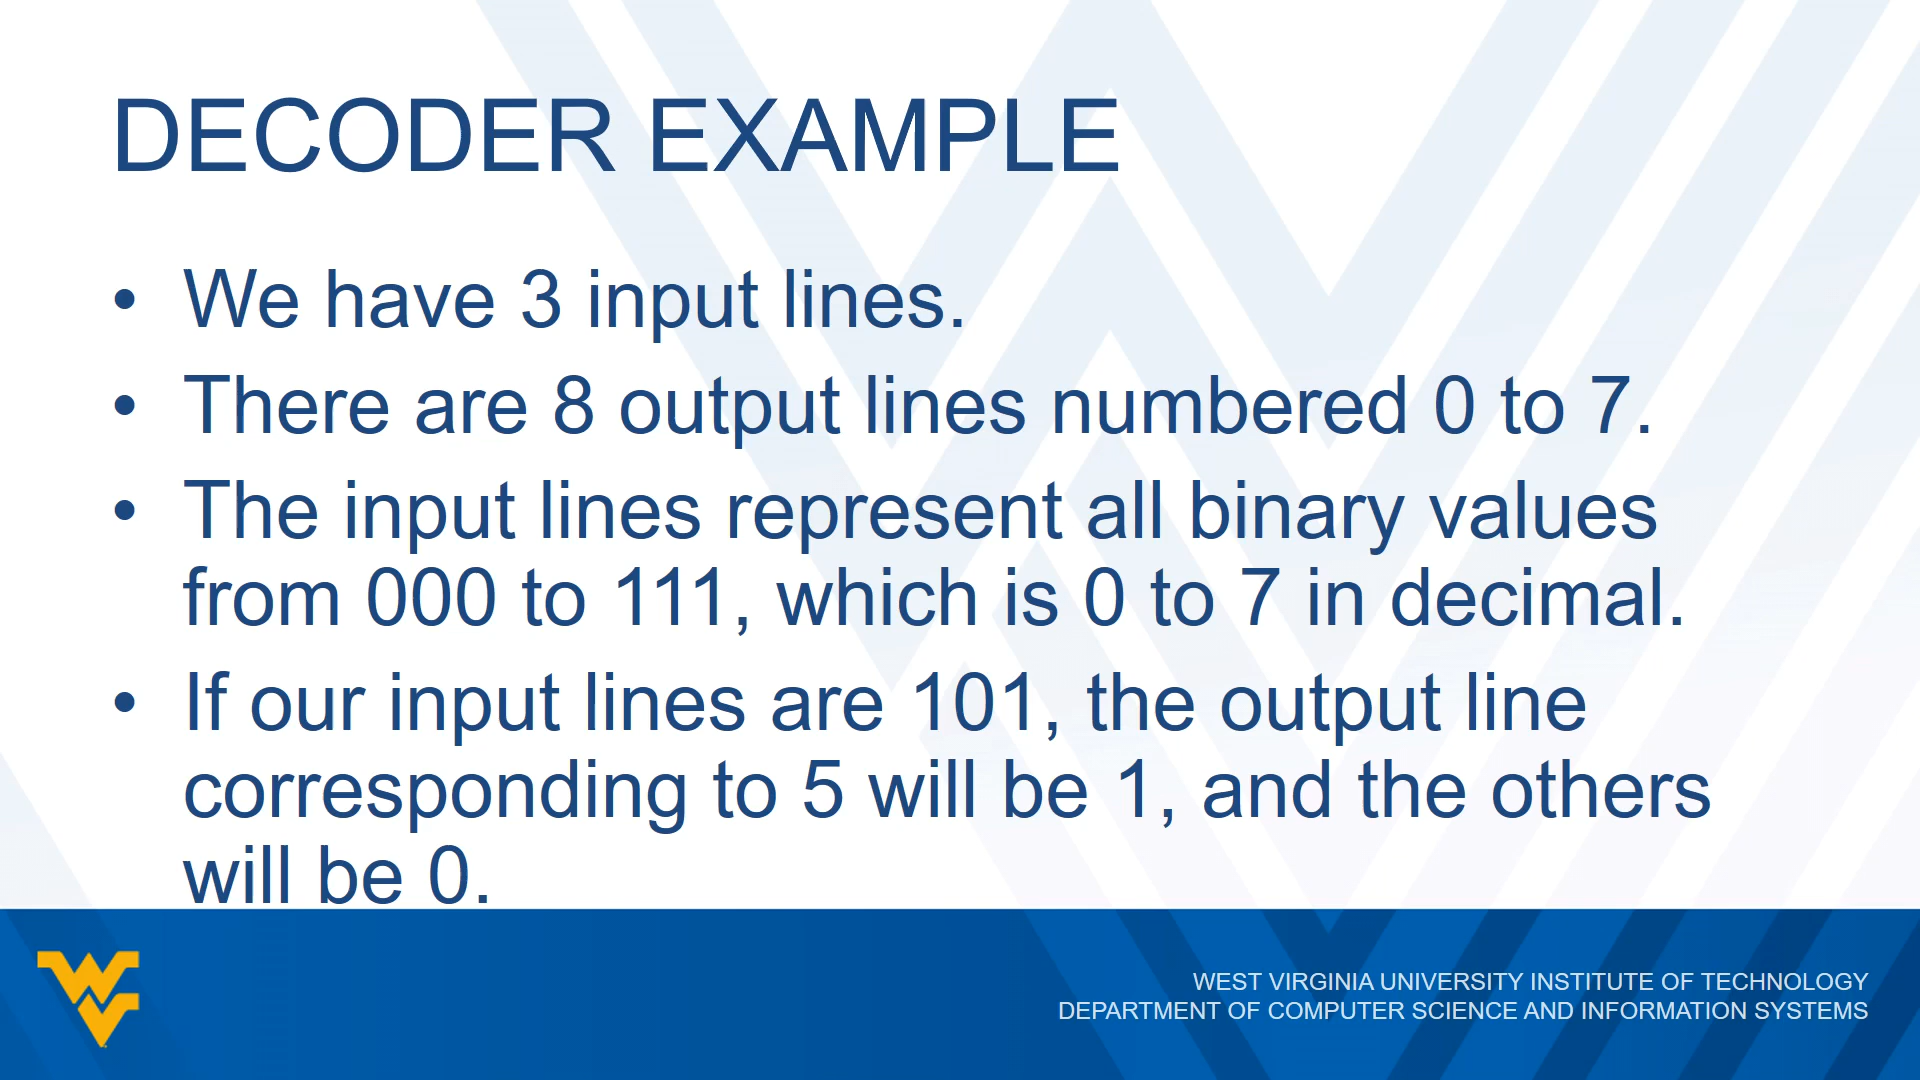 DECODER EXAMPLE
• We have 3 input lines.
• There are 8 output lines numbered 0 to 7.
• The input lines represent all binary values
from 000 to 111, which is 0 to 7 in decimal.
• If our input lines are 101, the output line
corresponding to 5 will be 1, and the others
will be 0.
WEST VIRGINIA UNIVERSITY INSTITUTE OF TECHNOLOGY
DEPARTMENT OF COMPUTER SCIENCE AND INFORMATION SYSTEMS